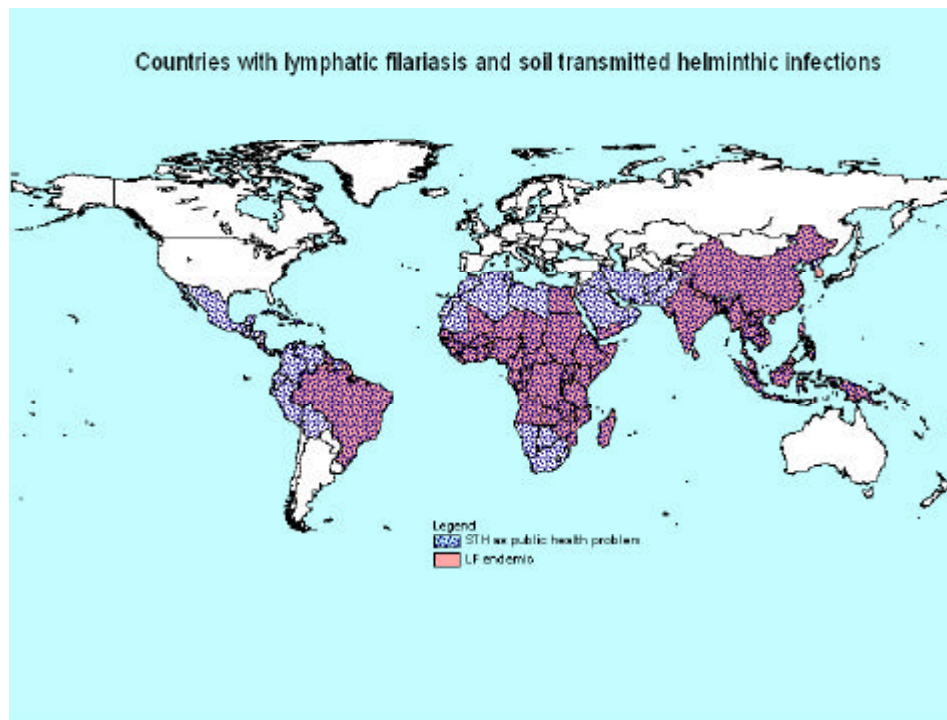 Countries with lymphatic filariasis and soil transmitted helminthic infections
Legend
STH as public health problem
LF endemic